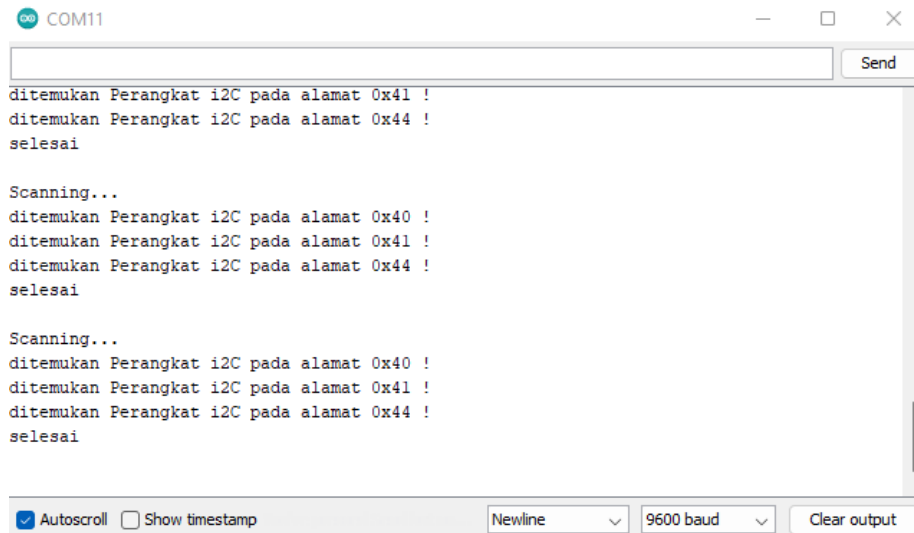 COM11
Send
ditemukan Perangkat i2C pada alamat 0x41 !
ditemukan Perangkat i2C pada alamat 0x44 !
selesai
Scanning...
ditemukan Perangkat i2C pada alamat 0x40 !
ditemukan Perangkat i2C pada alamat 0x41 !
ditemukan Perangkat i2C pada alamat 0x44 !
selesai
Scanning...
ditemukan Perangkat i2C pada alamat 0x40 !
ditemukan Perangkat i2C pada alamat 0x41 !
ditemukan Perangkat i2C pada alamat 0x44 !
selesai
Autoscroll Show timestamp Newline 9600 baud Clear output